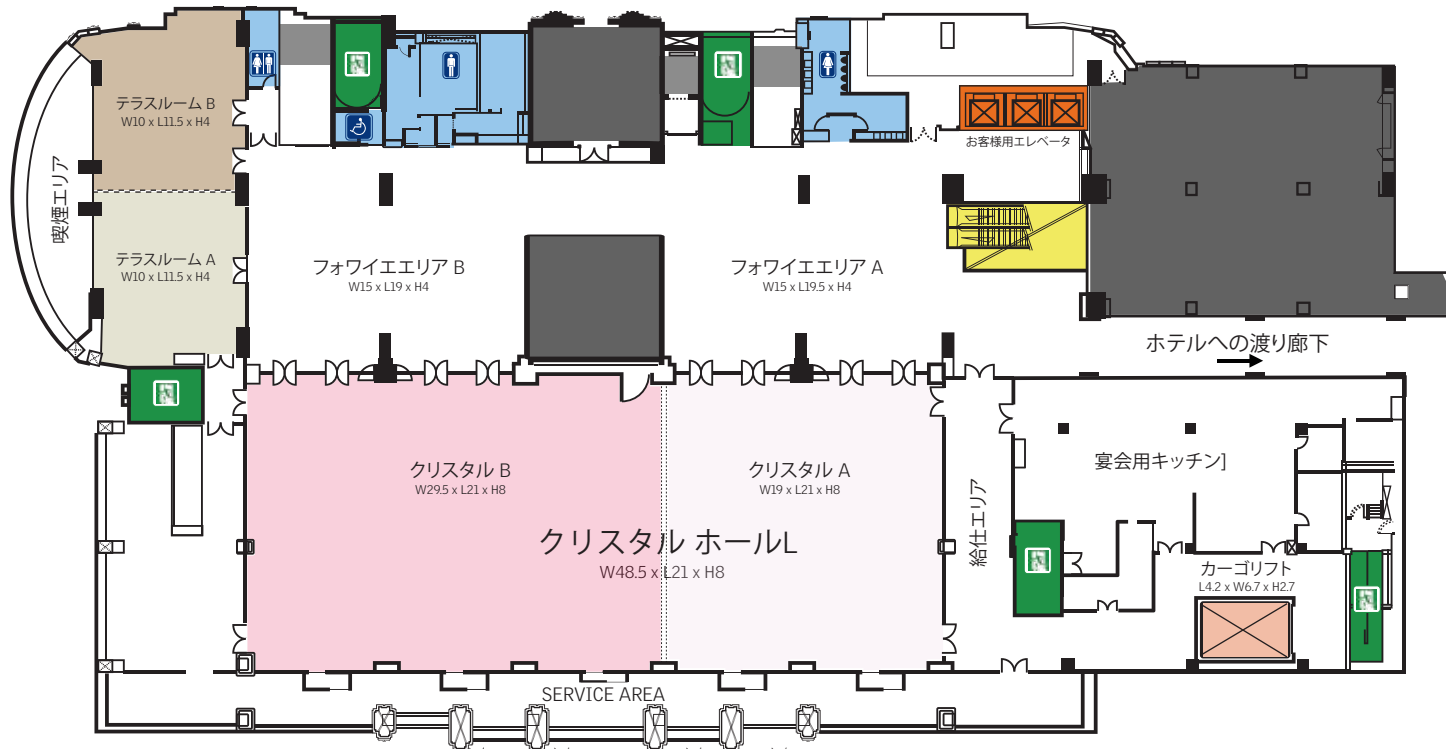 テラスルーム B
W10 x L11.5 x H4
お客様用エレベータ
喫煙エリア
テラスルーム A
W10 x L11.5 x H4
フォワイエエリア B
W15 x L19 x H4
フォワイエエリア A
W15 x L19.5 x H4
ホテルへの渡り廊下
クリスタル B
W29.5 x L21 x H8
クリスタル A
W19 x L21 x H8
宴会用キッチン]
給仕エリア
クリスタル ホールL
W48.5 x L21 x H8
カーゴリフト
L4.2 x W6.7 x H2.7
SERVICE AREA